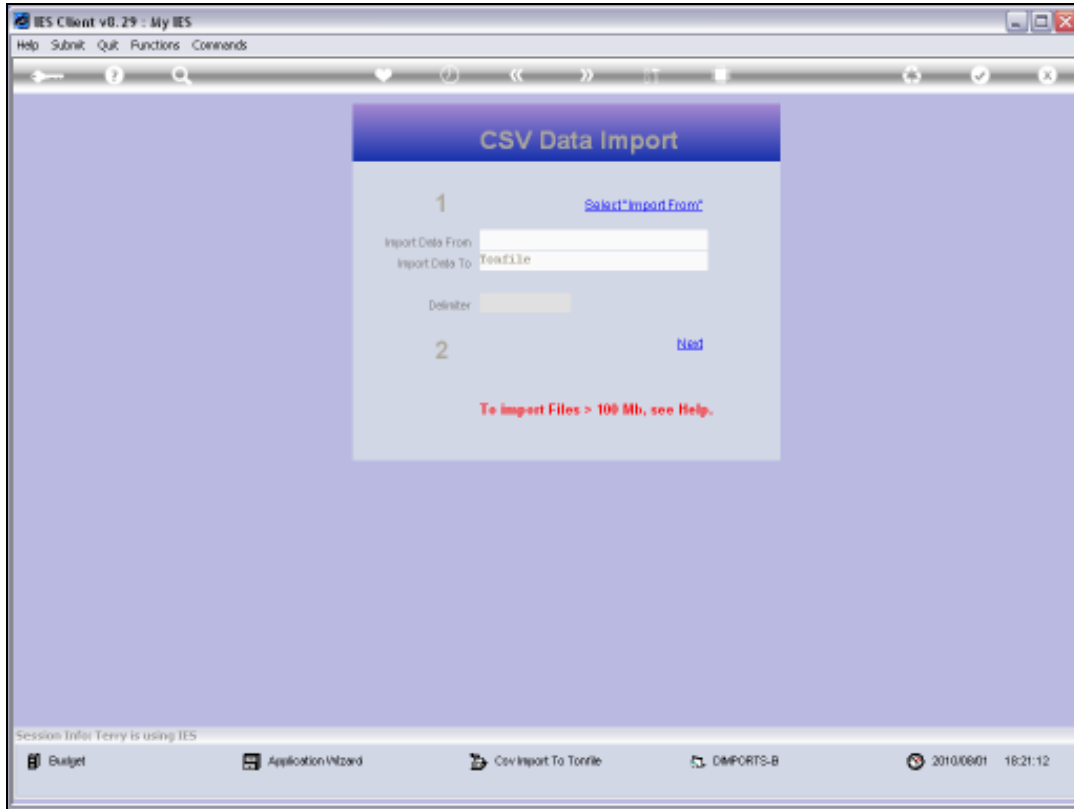 IES Client v8.29 : My IES
Help Submit Quit Functions Commands
CSV Data Import
1
Select "Import From"
Import Data From
Import Data To Tonfile
Delimiter
2
Next
To import Files > 100 Mb, see Help.
Session Info: Terry is using IES
Budget Application Wizard Csv Import To Tonfile DIMPORTS-B 2010/08/01 18:21:12